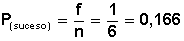 P(suceso) = f/n = 1/6 = 0,166